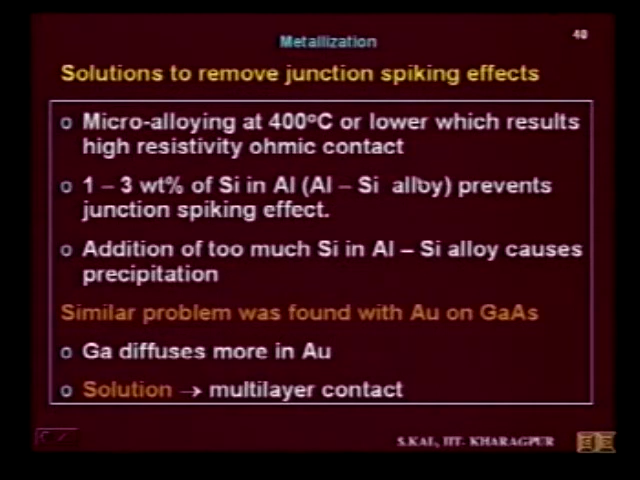 Metallization
40
Solutions to remove junction spiking effects
o Micro-alloying at 400°C or lower which results
high resistivity ohmic contact
o 1 – 3 wt% of Si in Al (Al – Si alloy) prevents
junction spiking effect.
o Addition of too much Si in Al – Si alloy causes
precipitation
Similar problem was found with Au on GaAs
o Ga diffuses more in Au
o Solution → multilayer contact
S.KAL, IIT- KHARAGPUR